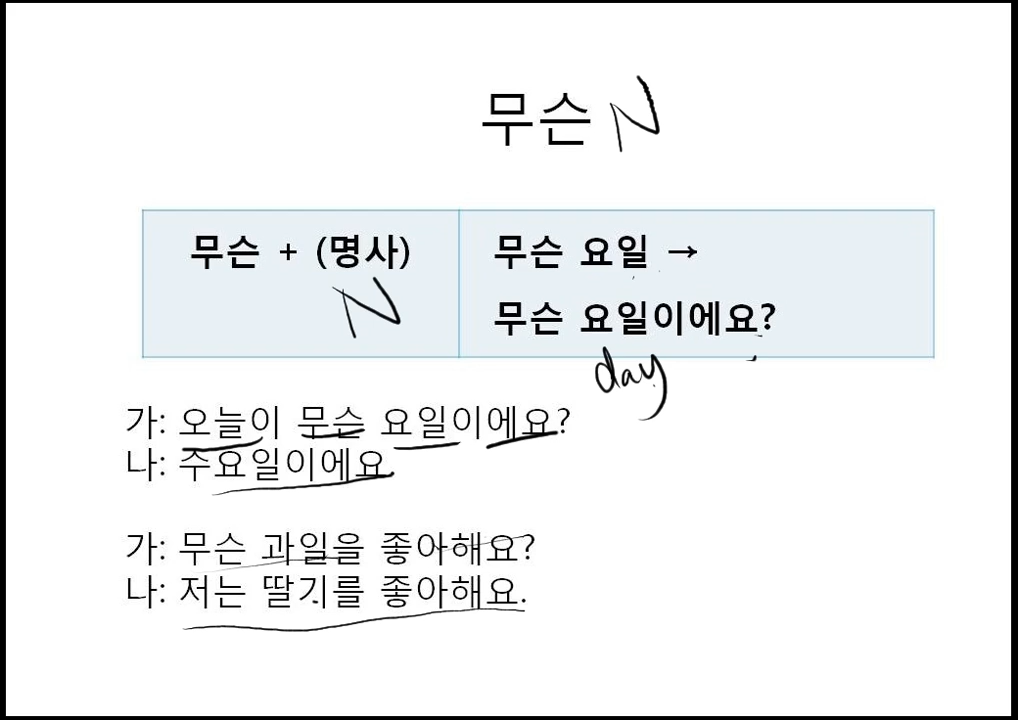 무슨 N
무슨 + (명사)
N
무슨 요일 →
무슨 요일이에요?
day
가: 오늘이 무슨 요일이에요?
나: 주요일이에요.
가: 무슨 과일을 좋아해요?
나: 저는 딸기를 좋아해요.